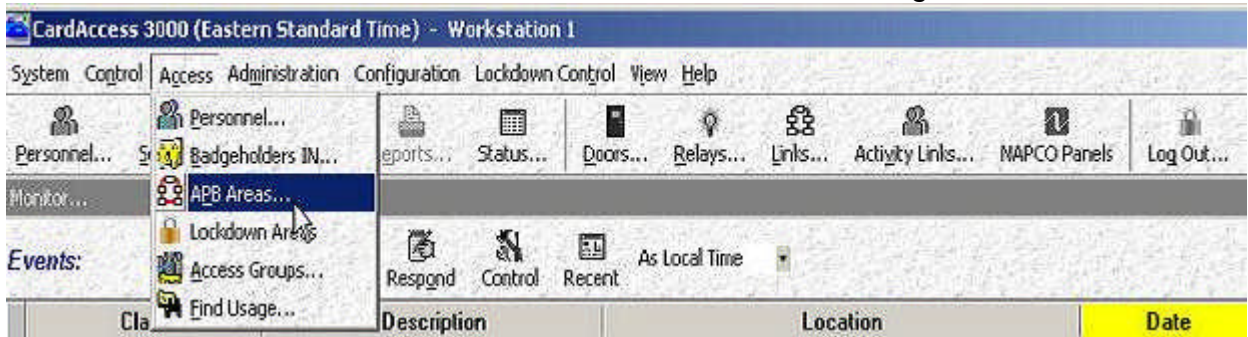 CardAccess 3000 (Eastern Standard Time) - Workstation 1
System Control Access Administration Configuration Lockdown Control View Help
Personnel...
Badgeholders IN...
APB Areas...
Lockdown Areas
Access Groups...
Find Usage...
Personnel... S eports... Status... Doors... Relays... Links... Activity Links... NAPCO Panels Log Out...
Monitor...
Events: Respond Control Recent As Local Time
Cla Description Location Date